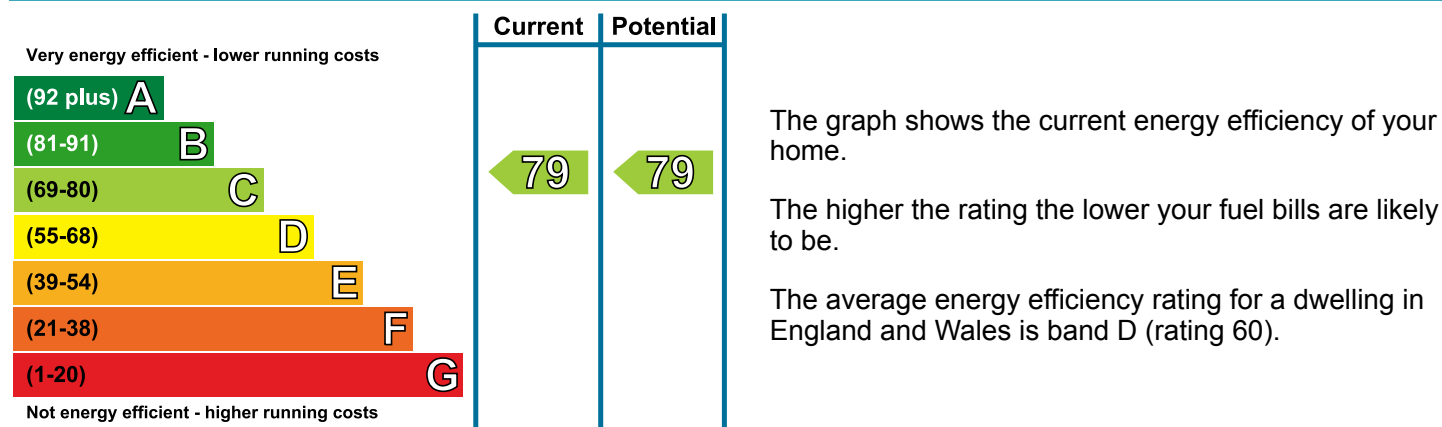 Current Potential
Very energy efficient - lower running costs
(92 plus) A
(81-91) B
(69-80) C
79 79
(55-68) D
(39-54) E
(21-38) F
(1-20) G
Not energy efficient - higher running costs
The graph shows the current energy efficiency of your
home.
The higher the rating the lower your fuel bills are likely
to be.
The average energy efficiency rating for a dwelling in
England and Wales is band D (rating 60).